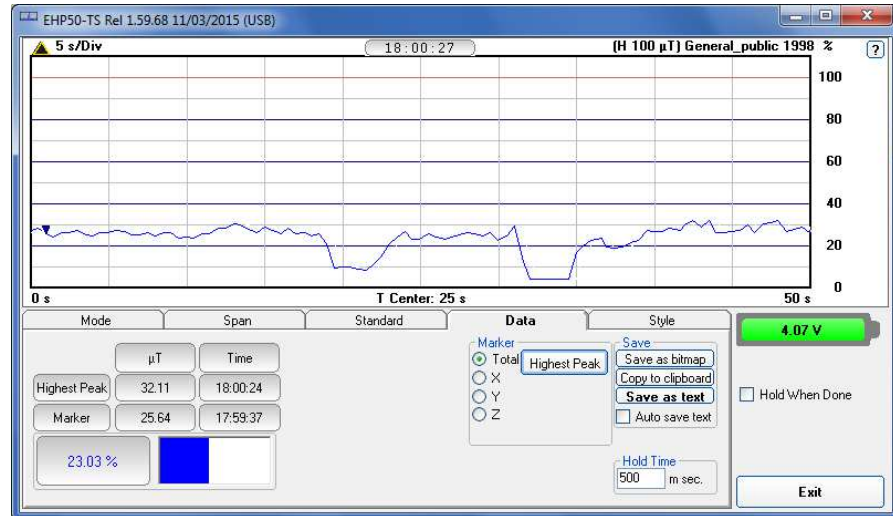 EHP50-TS Rel 1.59.68 11/03/2015 (USB)
5 s/Div
18:00:27
(H 100 µT) General_public 1998 %
?
100
80
60
40
20
0
0 s
T Center: 25 s
50 s
Mode
Span
Standard
Data
Style
4.07 V
µT
Time
Highest Peak
32.11
18:00:24
Marker
25.64
17:59:37
23.03 %
Marker
Total
Highest Peak
X
Y
Z
Save
Save as bitmap
Copy to clipboard
Save as text
Auto save text
Hold Time
500
m sec.
Hold When Done
Exit